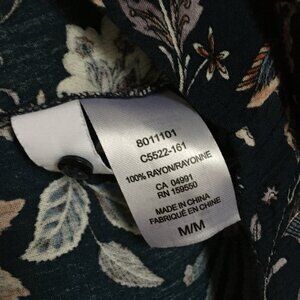 8011101
C5522-161
100% RAYON/RAYONNE
CA 04991
RN 159550
MADE IN CHINA
FABRIQUÉ EN CHINE
M/M